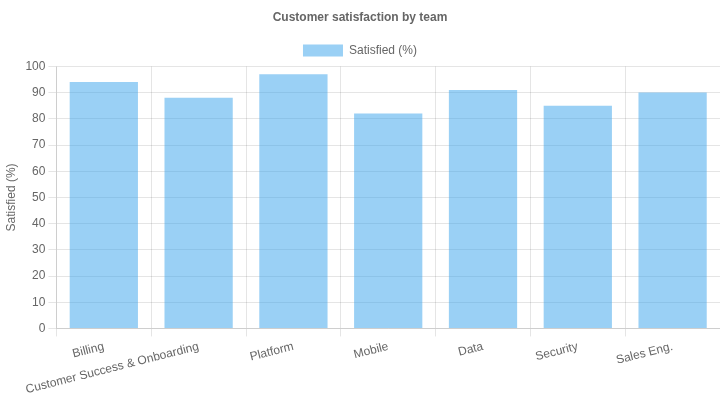 Customer satisfaction by team
Satisfied (%)
100
90
80
70
60
50
40
30
20
10
0
Satisfied (%)
Billing
Customer Success & Onboarding
Platform
Mobile
Data
Security
Sales Eng.